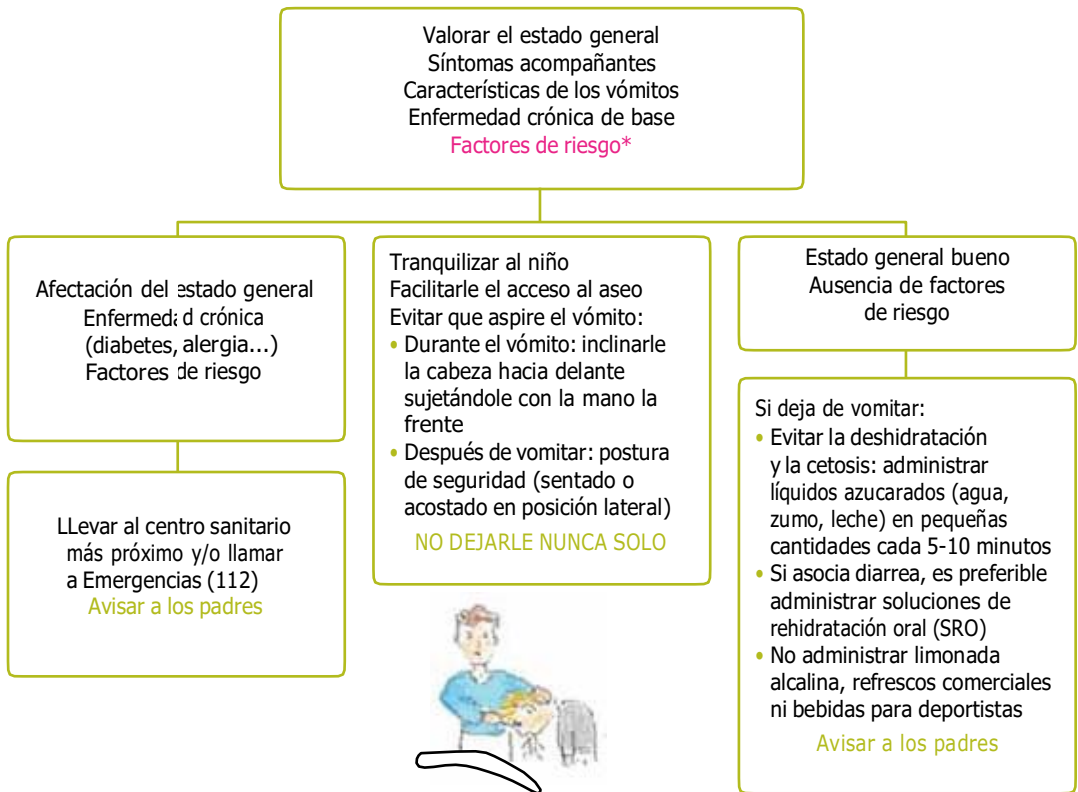 Valorar el estado general
Síntomas acompañantes
Características de los vómitos
Enfermedad crónica de base
Factores de riesgo*
Afectación del estado general
Enfermedad crónica
(diabetes, alergia...)
Factores de riesgo
LLevar al centro sanitario
más próximo y/o llamar
a Emergencias (112)
Avisar a los padres
Tranquilizar al niño
Facilitarle el acceso al aseo
Evitar que aspire el vómito:
• Durante el vómito: inclinarle
la cabeza hacia delante
sujetándole con la mano la
frente
• Después de vomitar: postura
de seguridad (sentado o
acostado en posición lateral)
NO DEJARLE NUNCA SOLO
Estado general bueno
Ausencia de factores
de riesgo
Si deja de vomitar:
• Evitar la deshidratación
y la cetosis: administrar
líquidos azucarados (agua,
zumo, leche) en pequeñas
cantidades cada 5-10 minutos
• Si asocia diarrea, es preferible
administrar soluciones de
rehidratación oral (SRO)
• No administrar limonada
alcalina, refrescos comerciales
ni bebidas para deportistas
Avisar a los padres